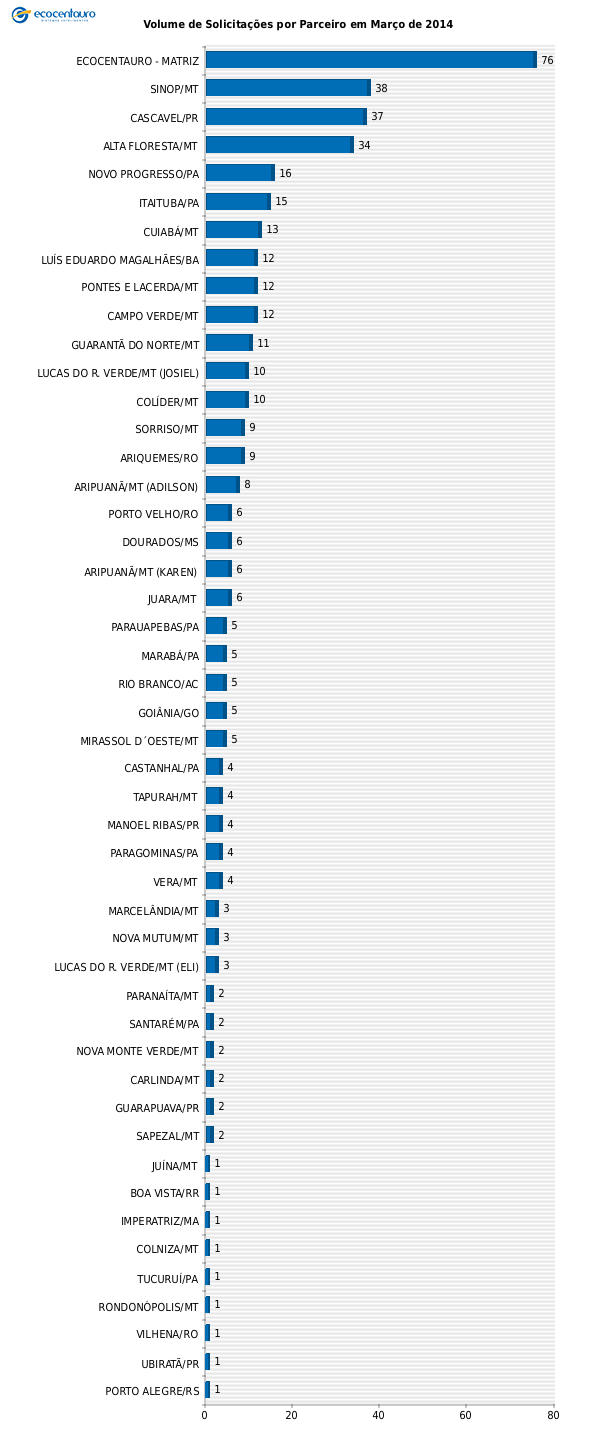 ecocentauro
Volume de Solicitações por Parceiro em Março de 2014
ECOCENTAURO - MATRIZ 76
SINOP/MT 38
CASCAVEL/PR 37
ALTA FLORESTA/MT 34
NOVO PROGRESSO/PA 16
ITAITUBA/PA 15
CUIABÁ/MT 13
LUÍS EDUARDO MAGALHÃES/BA 12
PONTES E LACERDA/MT 12
CAMPO VERDE/MT 12
GUARANTÃ DO NORTE/MT 11
LUCAS DO R. VERDE/MT (JOSIEL) 10
COLÍDER/MT 10
SORRISO/MT 9
ARIQUEMES/RO 9
ARIPUANÃ/MT (ADILSON) 8
PORTO VELHO/RO 6
DOURADOS/MS 6
ARIPUANÃ/MT (KAREN) 6
JUARA/MT 6
PARAUAPEBAS/PA 5
MARABÁ/PA 5
RIO BRANCO/AC 5
GOIÂNIA/GO 5
MIRASSOL D´OESTE/MT 5
CASTANHAL/PA 4
TAPURAH/MT 4
MANOEL RIBAS/PR 4
PARAGOMINAS/PA 4
VERA/MT 4
MARCELÂNDIA/MT 3
NOVA MUTUM/MT 3
LUCAS DO R. VERDE/MT (ELI) 3
PARANAÍTA/MT 2
SANTARÉM/PA 2
NOVA MONTE VERDE/MT 2
CARLINDA/MT 2
GUARAPUAVA/PR 2
SAPEZAL/MT 2
JUÍNA/MT 1
BOA VISTA/RR 1
IMPERATRIZ/MA 1
COLNIZA/MT 1
TUCURUÍ/PA 1
RONDONÓPOLIS/MT 1
VILHENA/RO 1
UBIRATÃ/PR 1
PORTO ALEGRE/RS 1
0 20 40 60 80